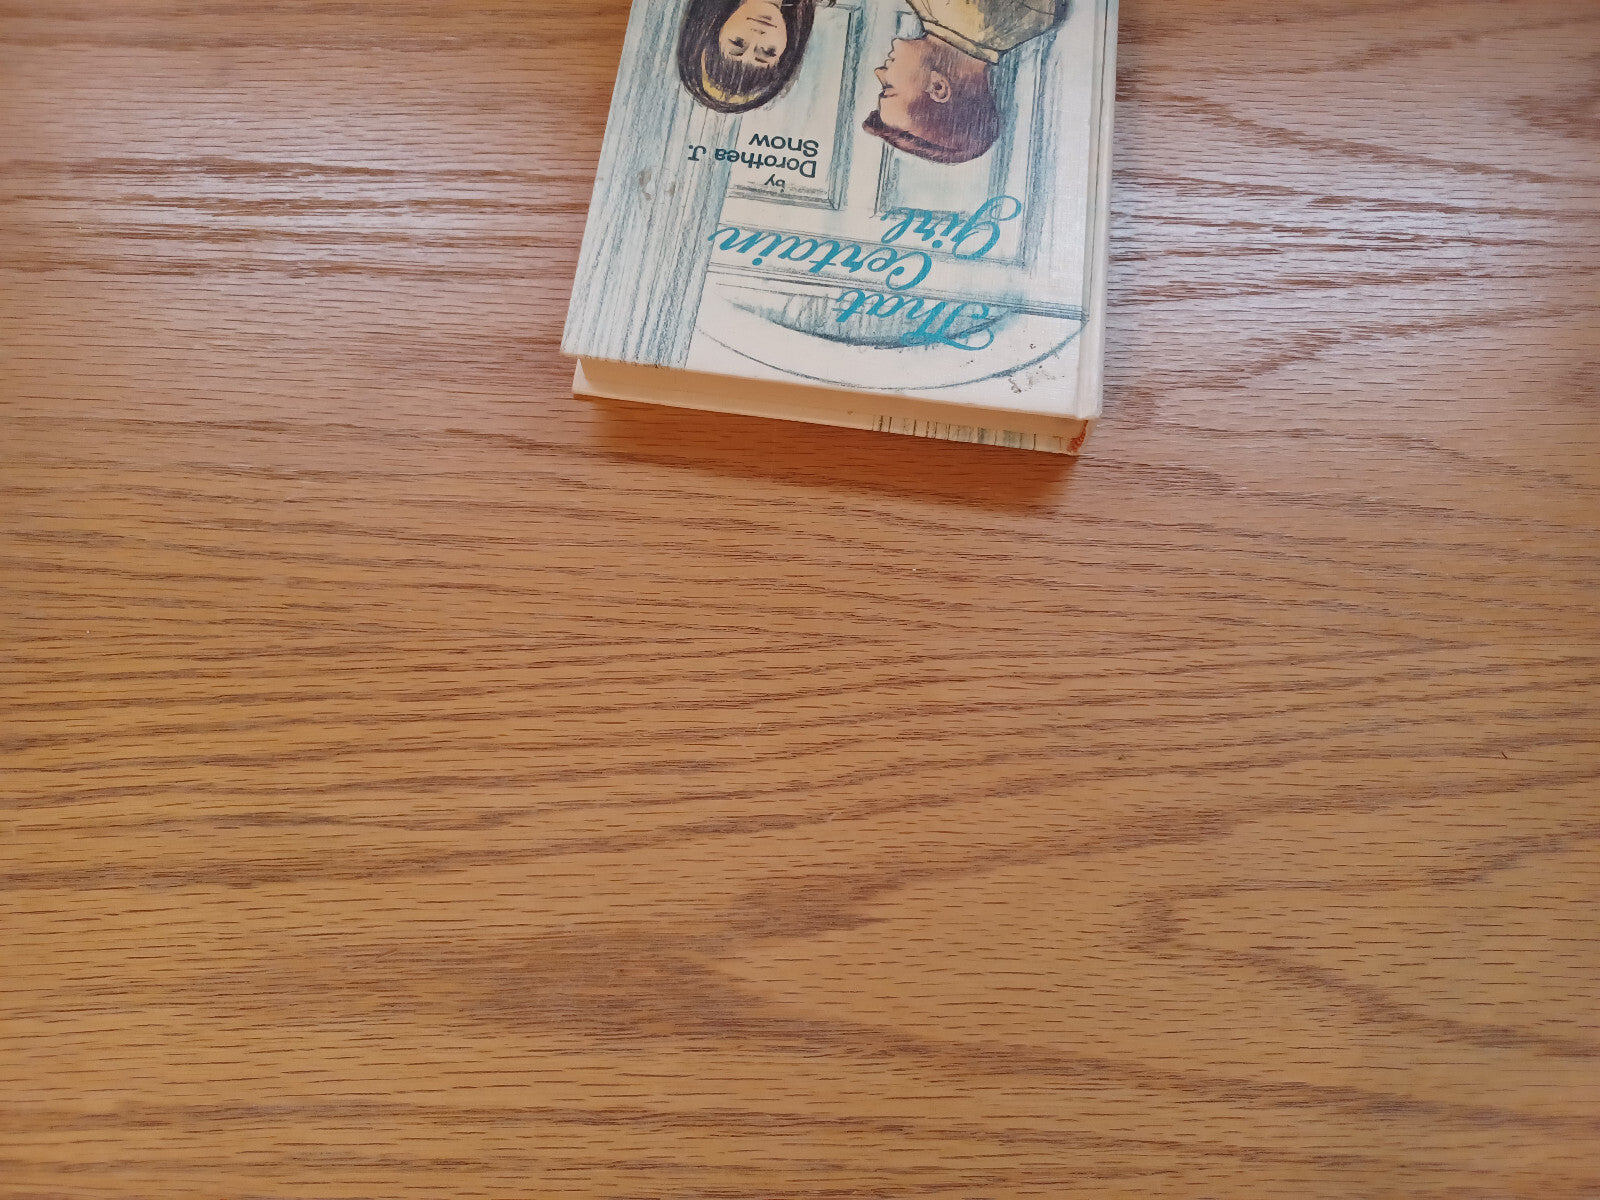 That
Certain
Girl
by
Dorothea J.
Snow